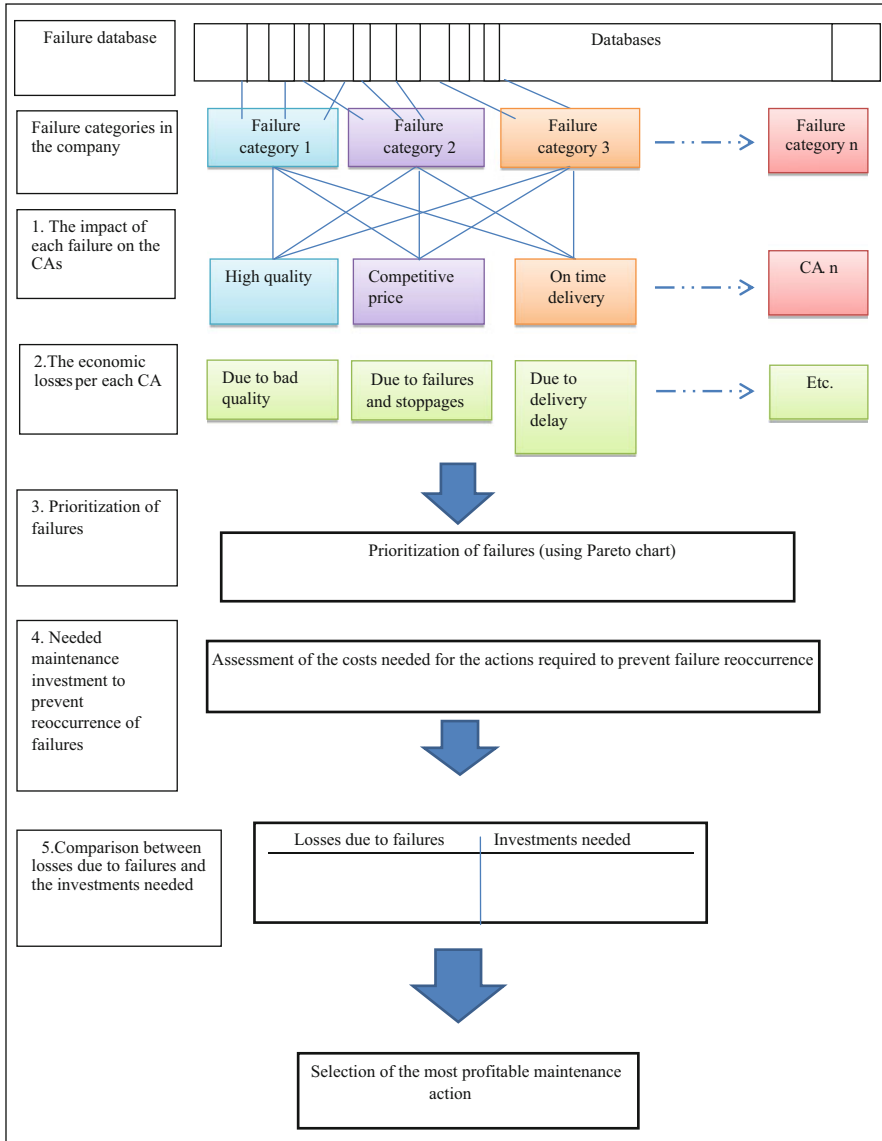 Failure database
Databases
Failure categories in
the company
Failure
category 1
Failure
category 2
Failure
category 3
Failure
category n
1. The impact of
each failure on the
CAs
High quality
Competitive
price
On time
delivery
CA. n
2.The economic
losses per each CA
Due to bad
quality
Due to failures
and stoppages
Due to
delivery
delay
Etc.
3. Prioritization of
failures
Prioritization of failures (using Pareto chart)
4. Needed
maintenance
investment to
prevent
reoccurrence of
failures
Assessment of the costs needed for the actions required to prevent failure reoccurrence
5.Comparison between
losses due to failures and
the investments needed
Losses due to failures
Investments needed
Selection of the most profitable maintenance
action